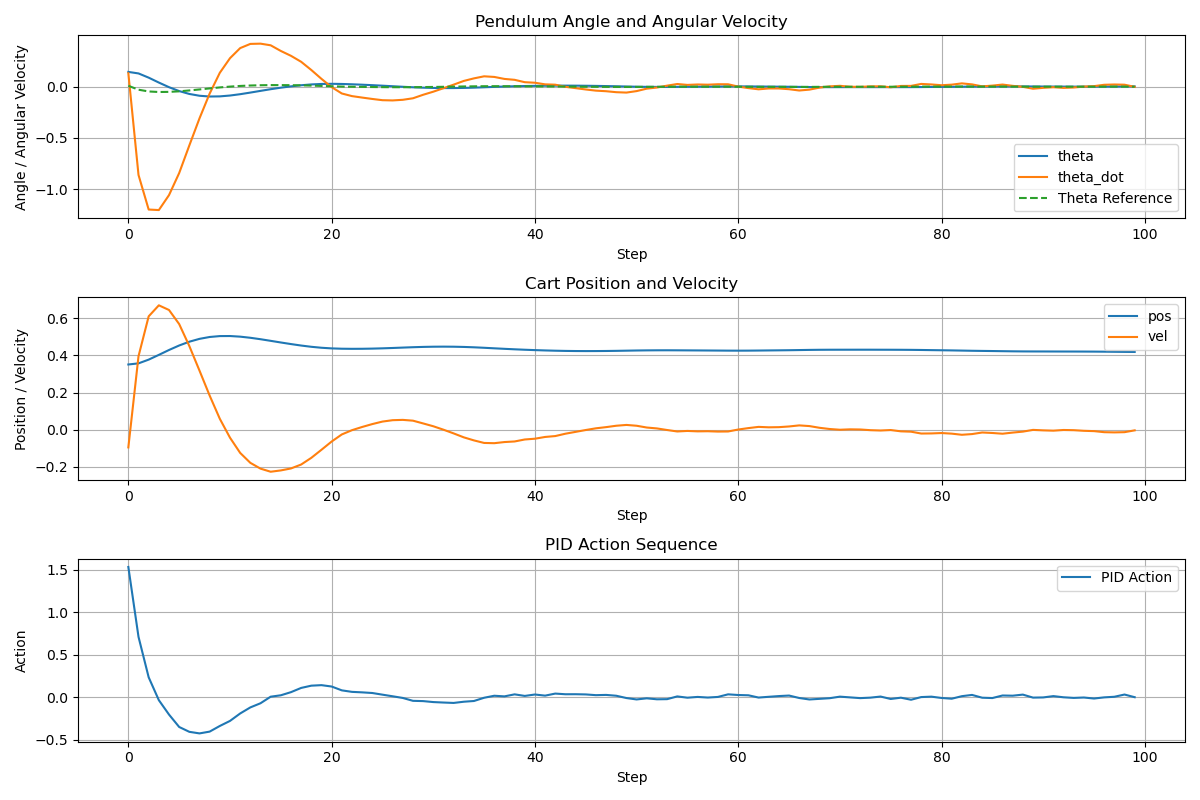 Pendulum Angle and Angular Velocity
Angle / Angular Velocity
0.0
−0.5
−1.0
theta
theta_dot
Theta Reference
0 20 40 60 80 100
Step
Cart Position and Velocity
Position / Velocity
0.6
0.4
0.2
0.0
−0.2
pos
vel
0 20 40 60 80 100
Step
PID Action Sequence
Action
1.5
1.0
0.5
0.0
−0.5
PID Action
0 20 40 60 80 100
Step